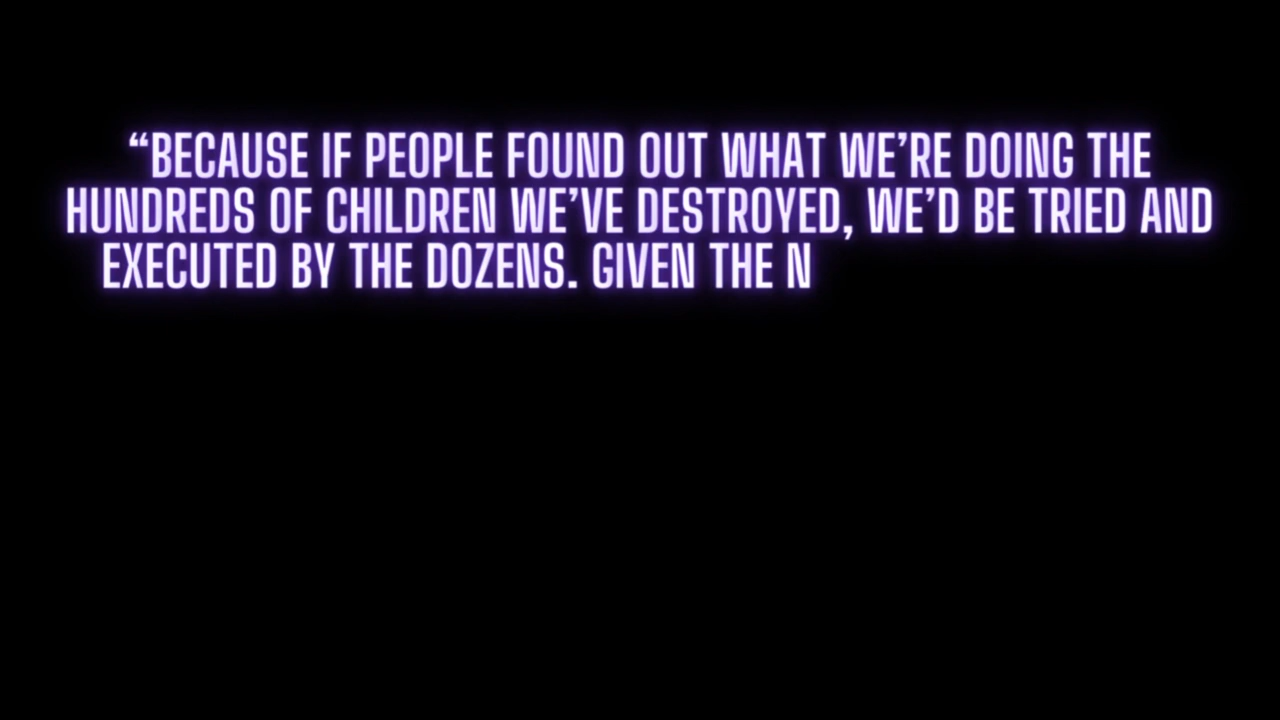 “BECAUSE IF PEOPLE FOUND OUT WHAT WE’RE DOING THE
HUNDREDS OF CHILDREN WE’VE DESTROYED, WE’D BE TRIED AND
EXECUTED BY THE DOZENS. GIVEN THE N